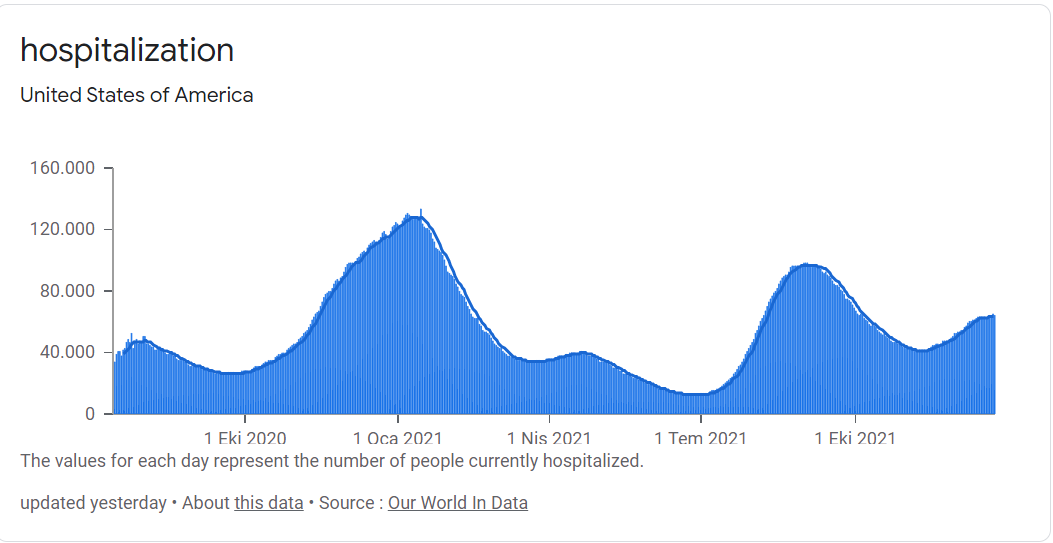 hospitalization
United States of America
160.000
120.000
80.000
40.000
0
1 Eki 2020 1 Oca 2021 1 Nis 2021 1 Tem 2021 1 Eki 2021
The values for each day represent the number of people currently hospitalized.
updated yesterday • About this data • Source : Our World In Data